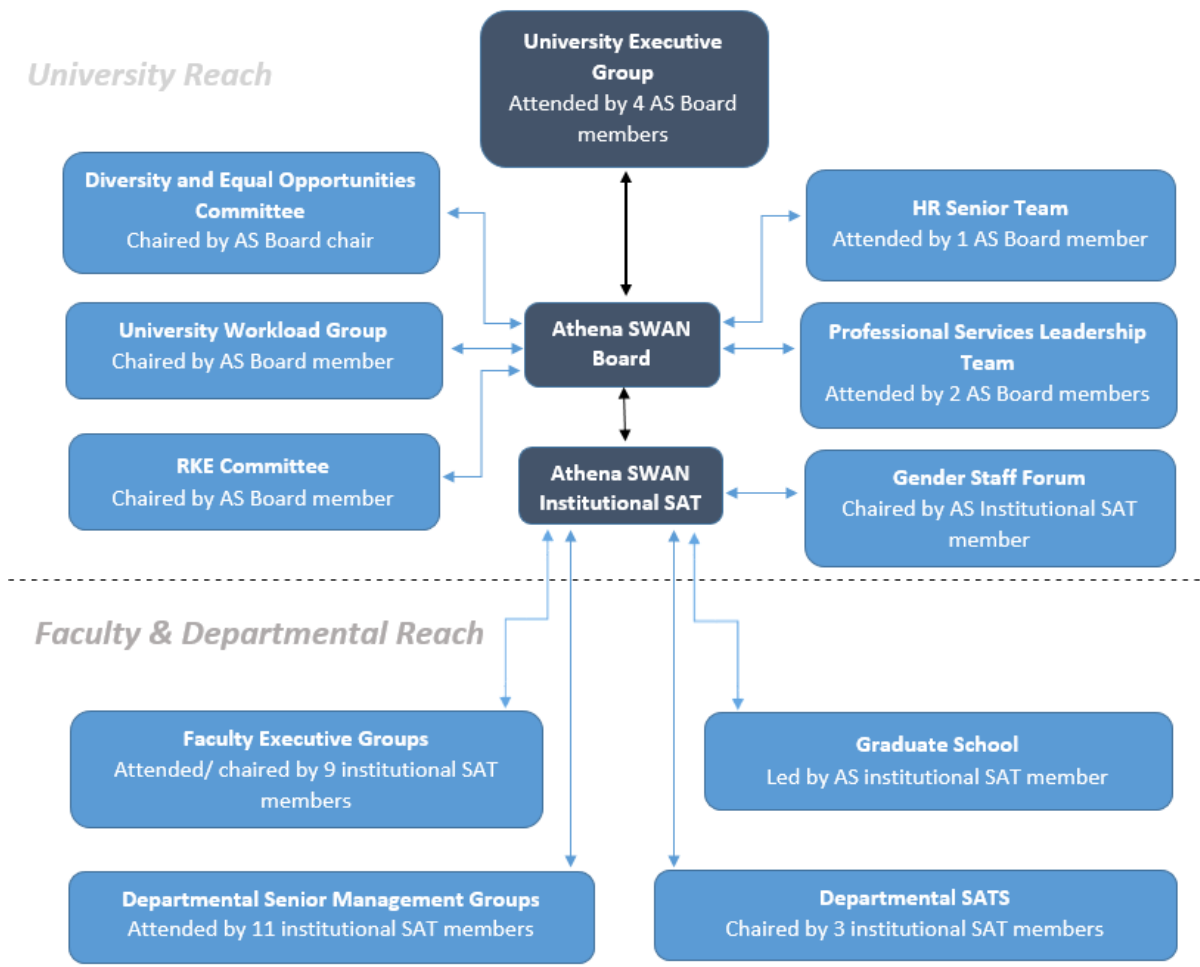 University Executive
Group
Attended by 4 AS Board
members
University Reach
Diversity and Equal Opportunities
Committee
Chaired by AS Board chair
HR Senior Team
Attended by 1 AS Board member
University Workload Group
Chaired by AS Board member
Athena SWAN
Board
Professional Services Leadership
Team
Attended by 2 AS Board members
RKE Committee
Chaired by AS Board member
Athena SWAN
Institutional SAT
Gender Staff Forum
Chaired by AS Institutional SAT
member
Faculty & Departmental Reach
Faculty Executive Groups
Attended/ chaired by 9 institutional SAT
members
Graduate School
Led by AS institutional SAT member
Departmental Senior Management Groups
Attended by 11 institutional SAT members
Departmental SATS
Chaired by 3 institutional SAT members